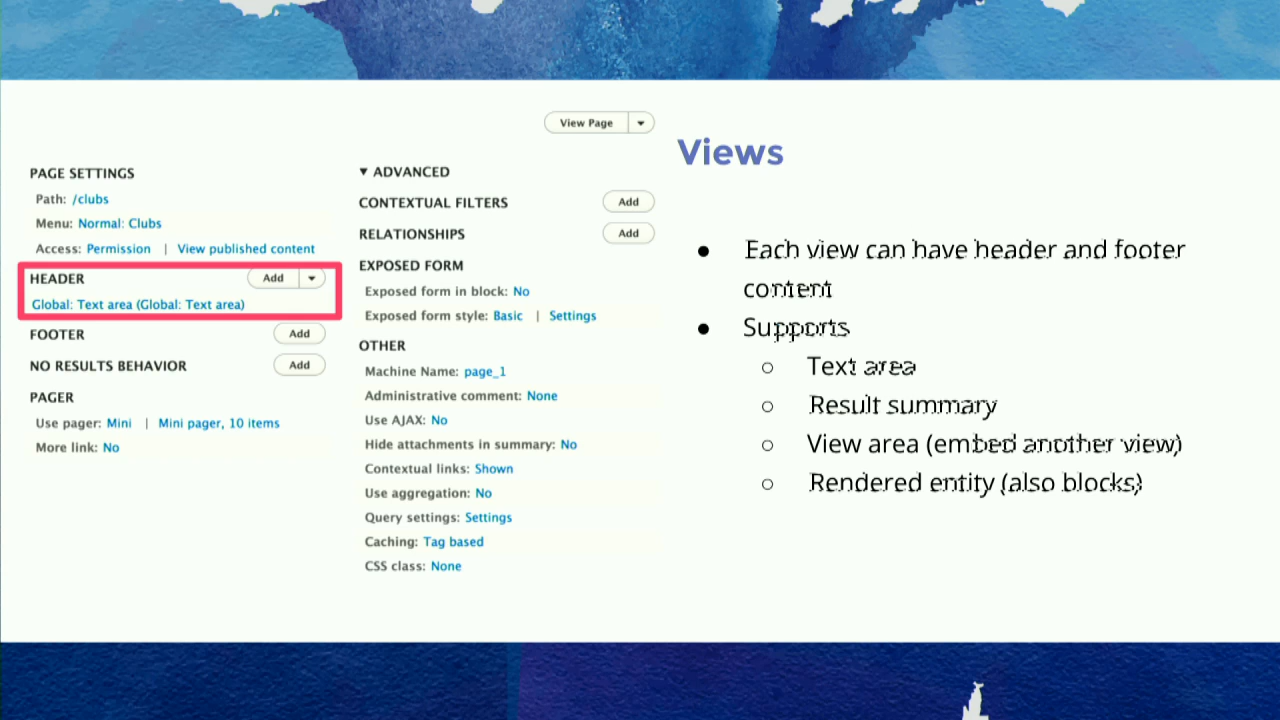 View Page
PAGE SETTINGS
Path: /clubs
Menu: Normal: Clubs
Access: Permission | View published content
HEADER Add
Global: Text area (Global: Text area)
FOOTER Add
NO RESULTS BEHAVIOR Add
PAGER
Use pager: Mini | Mini pager, 10 items
More link: No
▼ ADVANCED
CONTEXTUAL FILTERS Add
RELATIONSHIPS Add
EXPOSED FORM
Exposed form in block: No
Exposed form style: Basic | Settings
OTHER
Machine Name: page_1
Administrative comment: None
Use AJAX: No
Hide attachments in summary: No
Contextual links: Shown
Use aggregation: No
Query settings: Settings
Caching: Tag based
CSS class: None
Views
● Each view can have header and footer
content
● Supports
○ Text area
○ Result summary
○ View area (embed another view)
○ Rendered entity (also blocks)